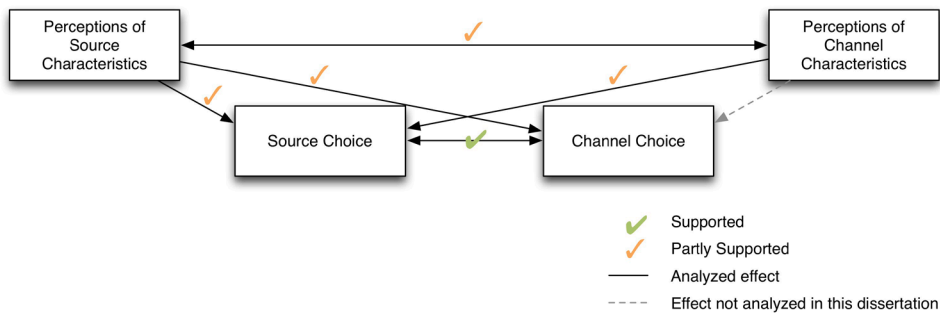 Perceptions of
Source
Characteristics
Perceptions of
Channel
Characteristics
Source Choice
Channel Choice
Supported
Partly Supported
Analyzed effect
Effect not analyzed in this dissertation